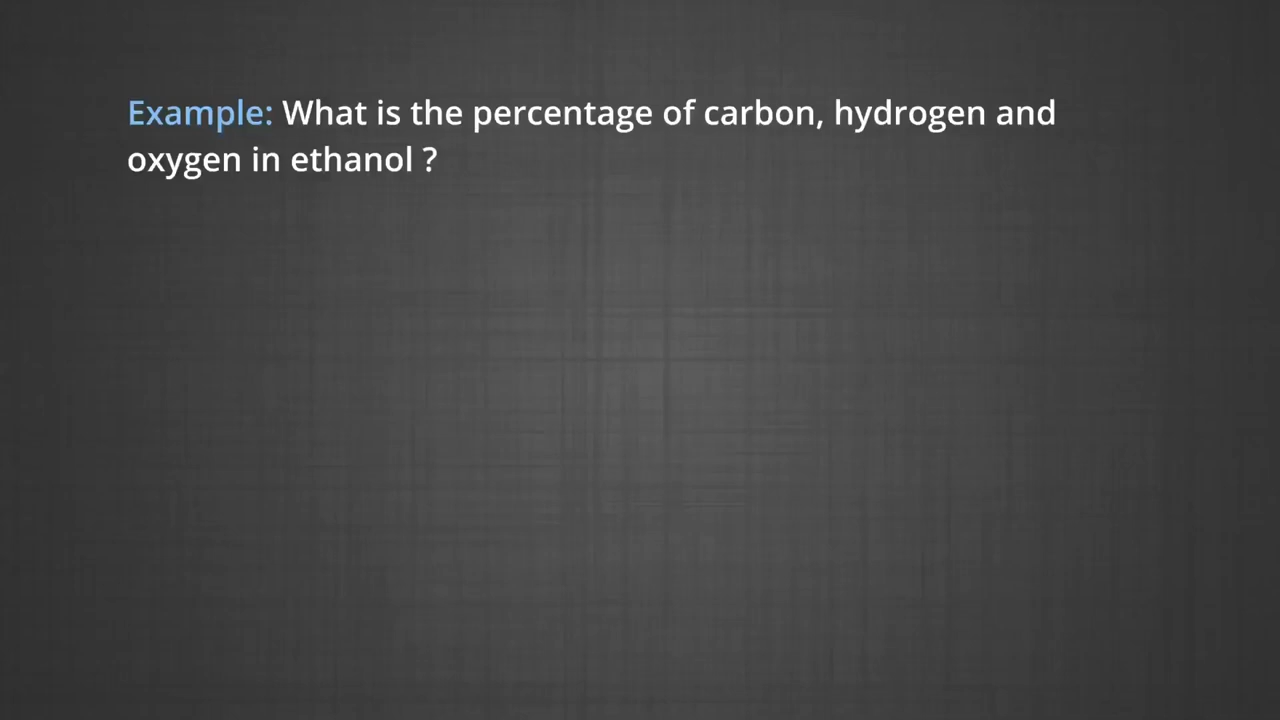 Example: What is the percentage of carbon, hydrogen and
oxygen in ethanol ?